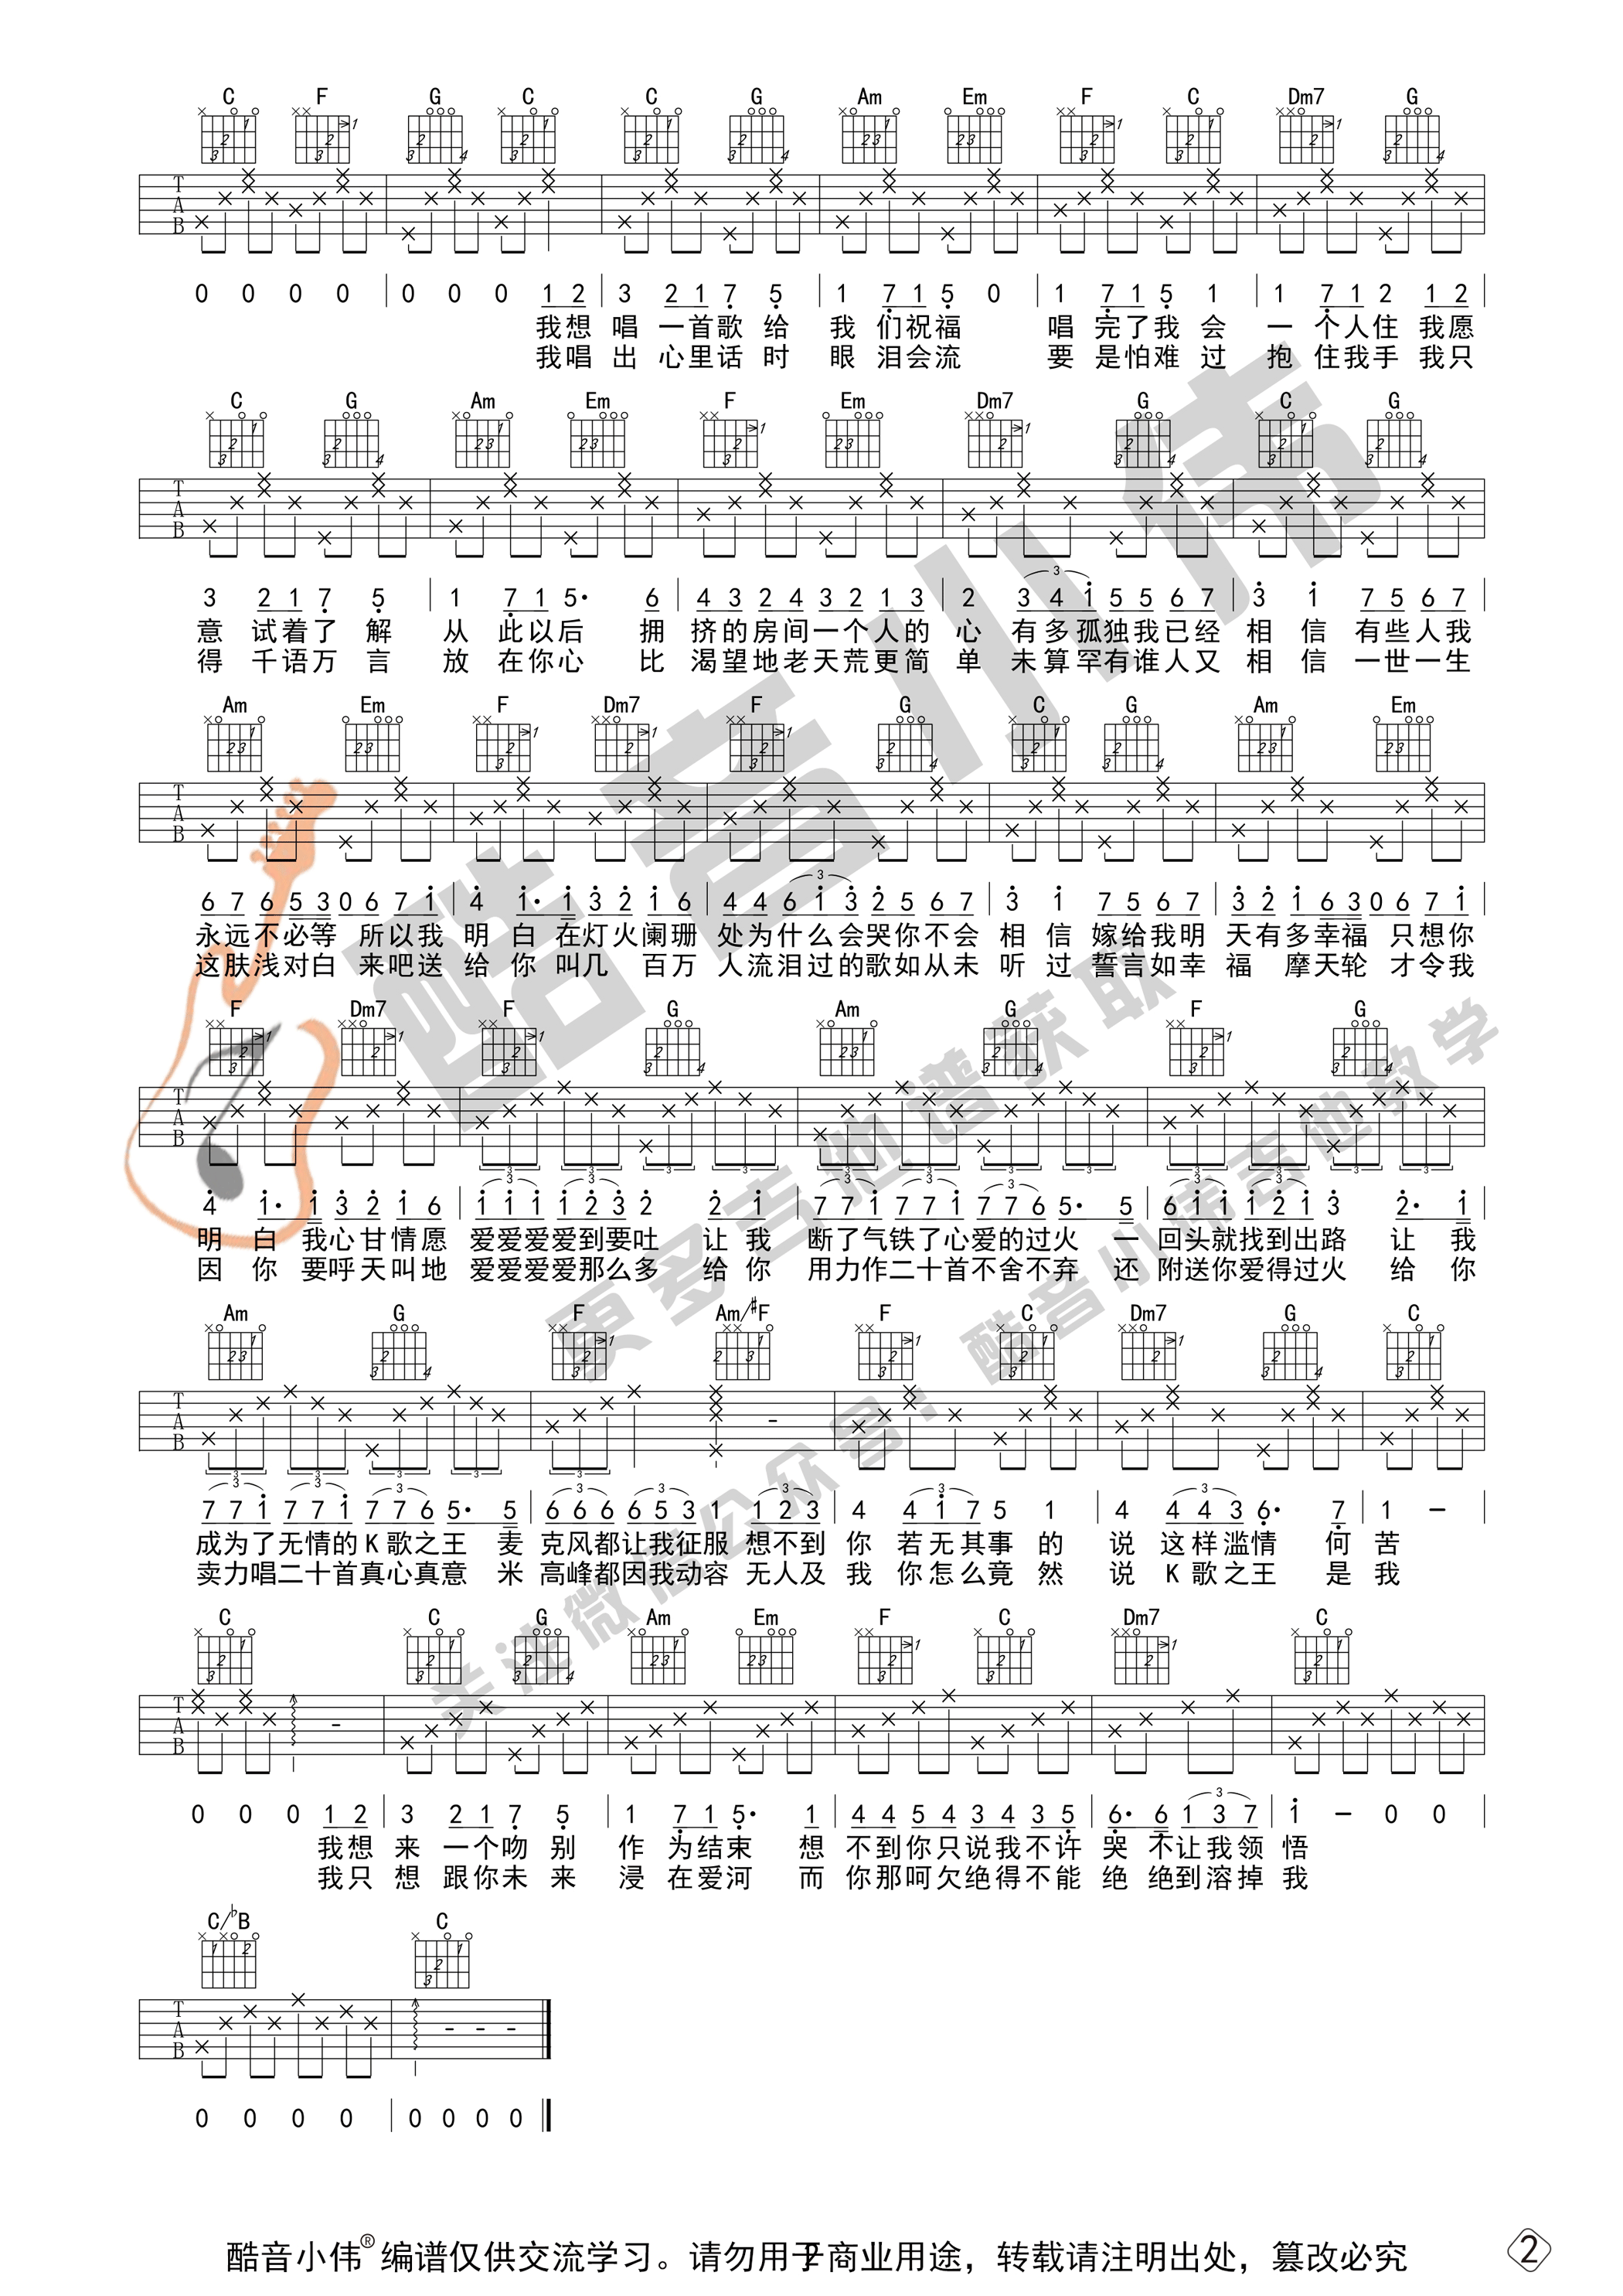 C F G C C G Am Em F C Dm7 G
T A B
0 0 0 0 | 0 0 0 1 2 | 3 2 1 7 5 | 1 7 1 5 0 | 1 7 1 5 1 | 1 7 1 2 1 2 |
我想 唱 一首歌 给 我 们祝福 唱 完了我 会 一 个人住 我愿
我唱 出 心里话 时 眼 泪会流 要 是怕难 过 抱 住我手 我只
C G Am Em F Em Dm7 G C G
T A B
3 2 1 7 5 | 1 7 1 5· 6 | 4 3 2 4 3 2 1 3 | 2 3 4 1 5 5 6 7 | 3 1 7 5 6 7 |
意 试着了 解 从 此以后 拥 挤的房间一个人的 心 有多孤独我已经 相 信 有些人我
得 千语万 言 放 在你心 比 渴望地老天荒更简 单 未算罕有谁人又 相 信 一世一生
Am Em F Dm7 F G C G Am Em
T A B
6 7 6 5 3 0 6 7 1 | 4 1· 1 3 2 1 6 | 4 4 6 1 3 2 5 6 7 | 3 1 7 5 6 7 | 3 2 1 6 3 0 6 7 1 |
永远不必等 所以我 明 白 在灯火阑珊 处为什么会哭你不会 相 信 嫁给我明 天有多幸福 只想你
这肤浅对白 来吧送 给 你 叫几 百万 人流泪过的歌如从未 听 过 誓言如幸 福 摩天轮 才令我
F Dm7 F G Am G F G
T A B
4 1· 1 3 2 1 6 | 1 1 1 1 2 3 2 2 1 | 7 7 1 7 7 1 7 7 6 5· 5 | 6 1 1 1 2 1 3 2· 1 |
明 白 我心甘情愿 爱爱爱爱到要吐 让 我 断了气铁了心爱的过火 一 回头就找到出路 让 我
因 你 要呼天叫地 爱爱爱爱那么多 给 你 用力作二十首不舍不弃 还 附送你爱得过火 给 你
Am G F Am/#F F C Dm7 G C
T A B
7 7 1 7 7 1 7 7 6 5· 5 | 6 6 6 6 5 3 1 1 2 3 | 4 4 1 7 5 1 | 4 4 4 3 6· 7 | 1 − |
成为了无情的K歌之王 麦 克风都让我征服 想不到 你 若无其事 的 说 这样滥情 何 苦
卖力唱二十首真心真意 米 高峰都因我动容 无人及 我 你怎么竟 然 说 K歌之王 是 我
C C G Am Em F C Dm7 C
T A B
0 0 0 1 2 | 3 2 1 7 5 | 1 7 1 5· 1 | 4 4 5 4 3 4 3 5 | 6· 6 1 3 7 | 1 − 0 0 |
我想 来 一个吻 别 作 为结束 想 不到你只说我不许 哭 不让我领 悟
我只 想 跟你未 来 浸 在爱河 而 你那呵欠绝得不能 绝 绝到溶掉 我
C/♭B C
T A B
0 0 0 0 | 0 0 0 0
酷音小伟
更多吉他谱获取
关注微信公众号：酷音小伟吉他教学
酷音小伟®编谱仅供交流学习。请勿用于商业用途，转载请注明出处，篡改必究
2
2